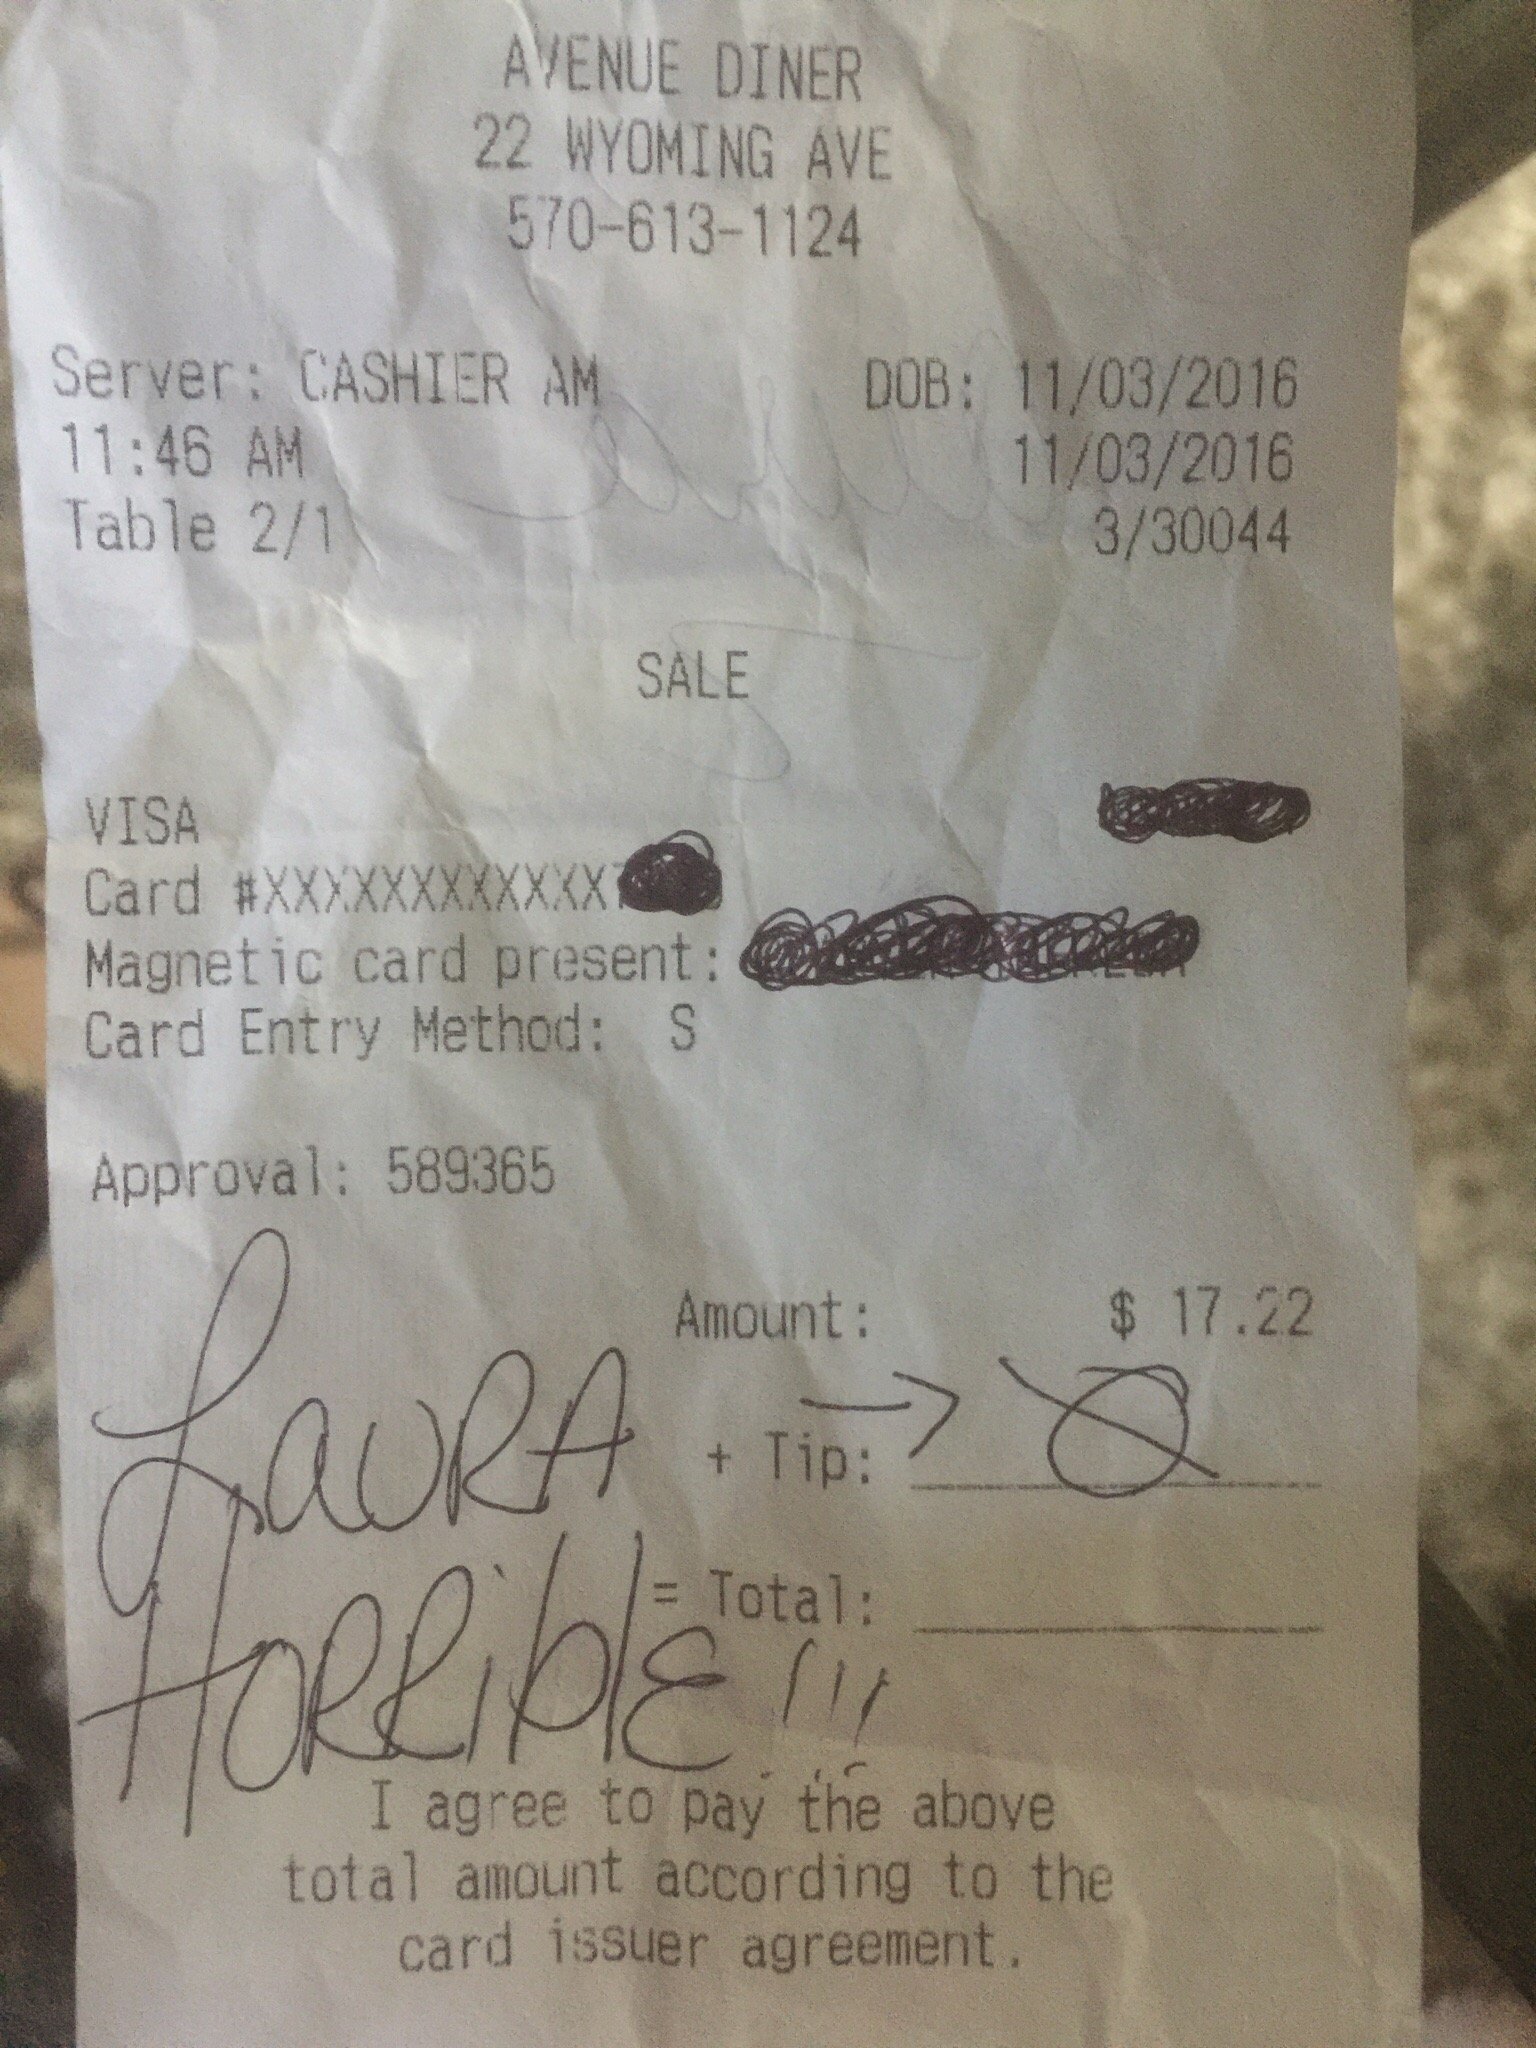 AVENUE DINER
22 WYOMING AVE
570-613-1124
Server: CASHIER AM DOB: 11/03/2016
11:46 AM 11/03/2016
Table 2/1 3/30044
SALE
VISA
Card #XXXXXXXXXXXX
Magnetic card present:
Card Entry Method: S
Approval: 589365
Amount: $ 17.22
LAURA + Tip: → 0
HORRiblE!!! = Total:
I agree to pay the above
total amount according to the
card issuer agreement.